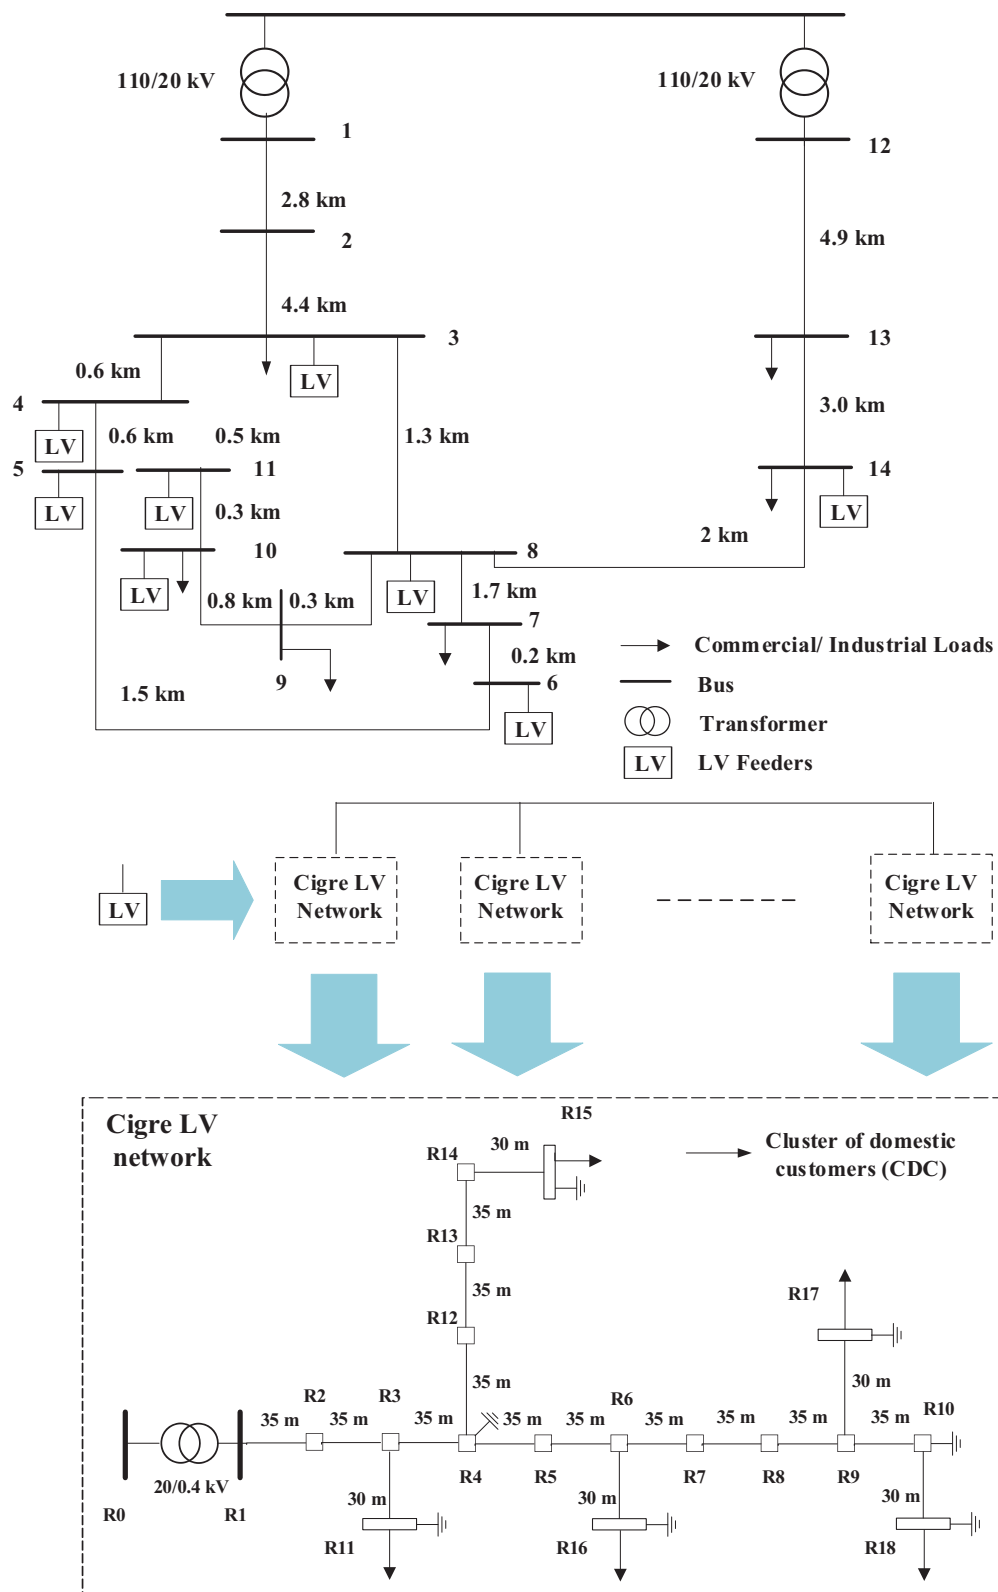 110/20 kV
110/20 kV
1
12
2.8 km
2
4.9 km
4.4 km
3
13
0.6 km
LV
4
3.0 km
LV
0.6 km
0.5 km
1.3 km
5
11
14
LV
LV
LV
0.3 km
2 km
10
8
LV
0.8 km
0.3 km
LV
1.7 km
7
Commercial/ Industrial Loads
0.2 km
9
6
Bus
1.5 km
LV
Transformer
LV
LV Feeders
LV
Cigre LV
Network
Cigre LV
Network
Cigre LV
Network
Cigre LV
network
R15
R14
30 m
Cluster of domestic
customers (CDC)
35 m
R13
35 m
R17
R12
35 m
30 m
R2
R3
R6
R10
35 m
35 m
35 m
35 m
35 m
35 m
35 m
35 m
35 m
R4
R5
R7
R8
R9
20/0.4 kV
R0
R1
30 m
30 m
30 m
R11
R16
R18